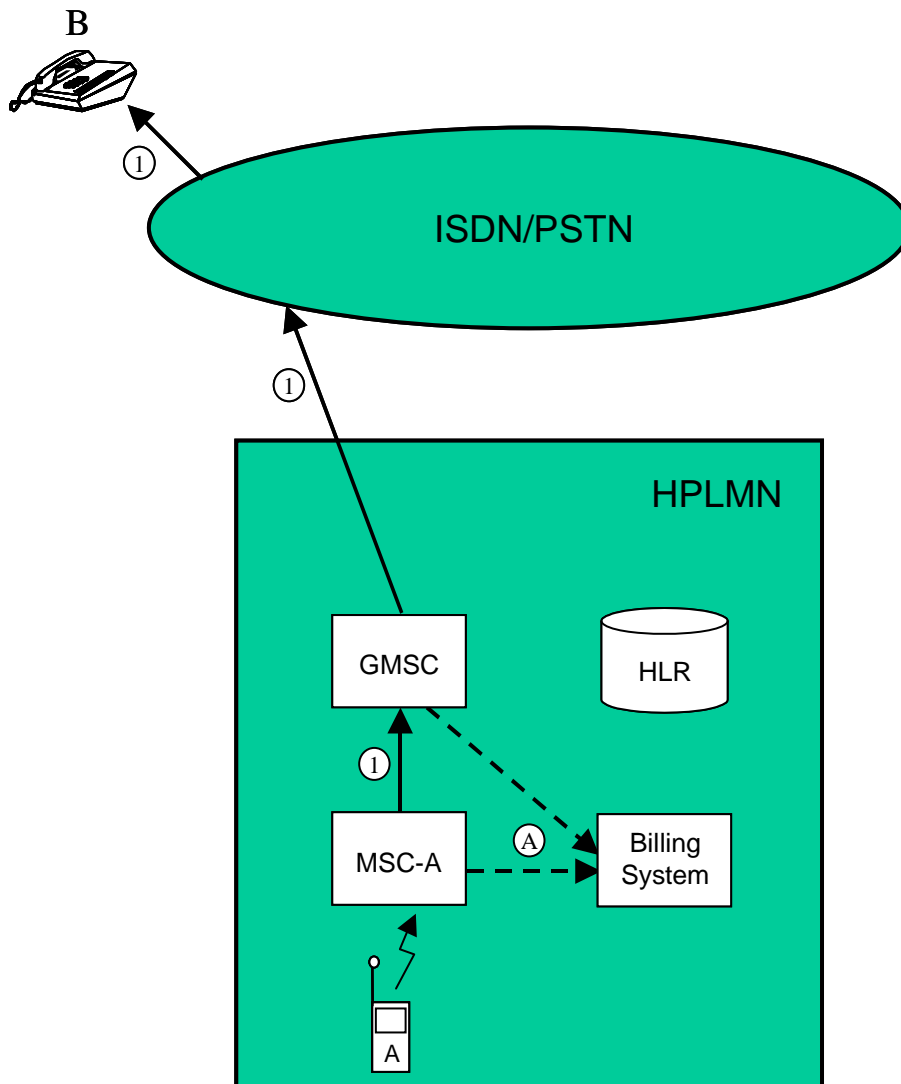 B
1
ISDN/PSTN
1
HPLMN
GMSC
HLR
1
A
MSC-A
Billing
System
A